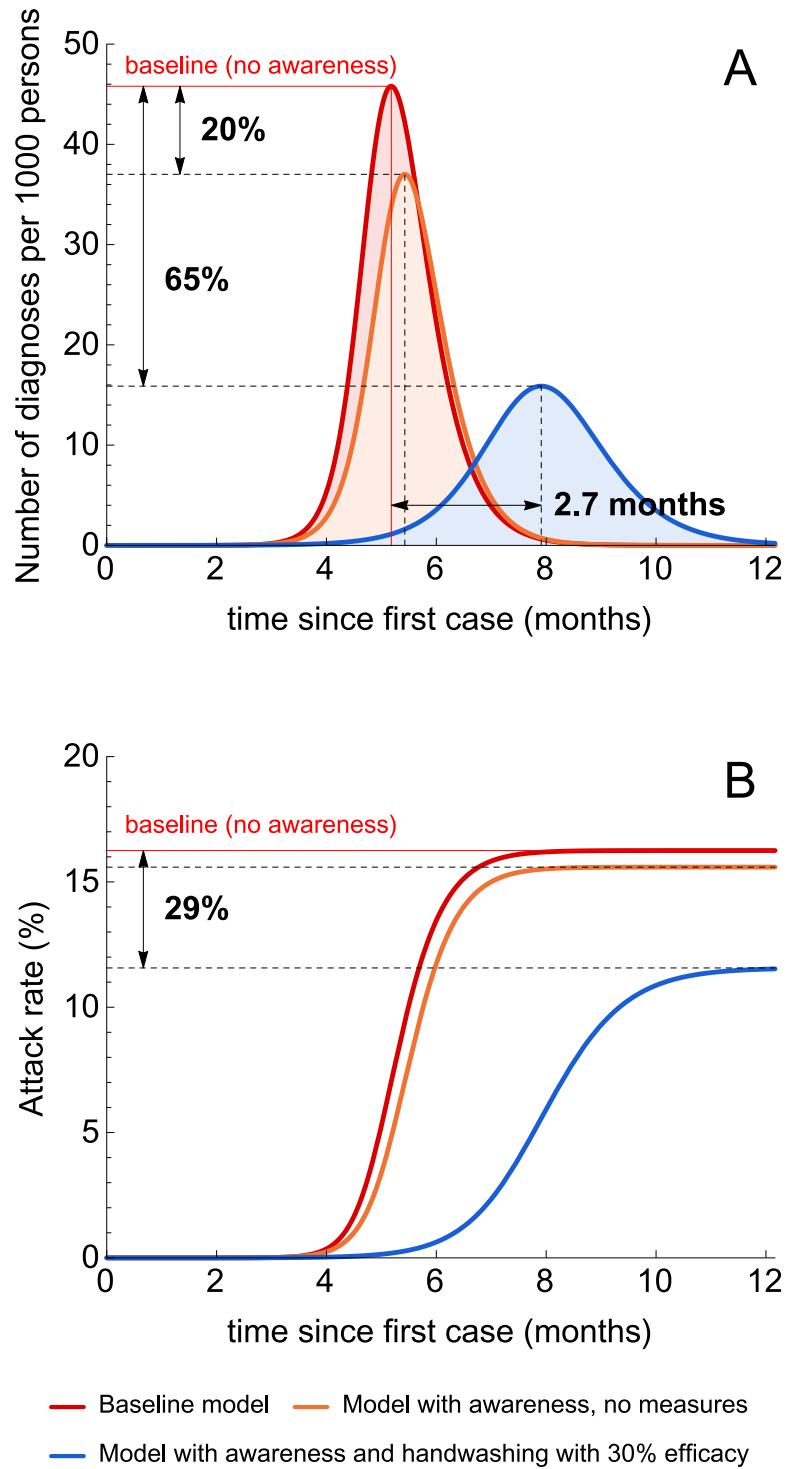 A
Number of diagnoses per 1000 persons
50
40
30
20
10
0
baseline (no awareness)
20%
65%
2.7 months
0 2 4 6 8 10 12
time since first case (months)
B
Attack rate (%)
20
15
10
5
0
baseline (no awareness)
29%
0 2 4 6 8 10 12
time since first case (months)
Baseline model Model with awareness, no measures
Model with awareness and handwashing with 30% efficacy